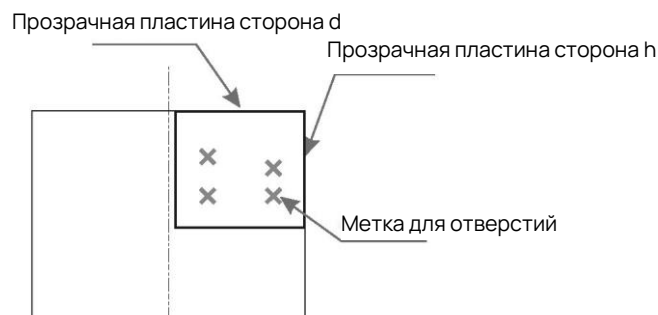 Прозрачная пластина сторона d
Прозрачная пластина сторона h
Метка для отверстий